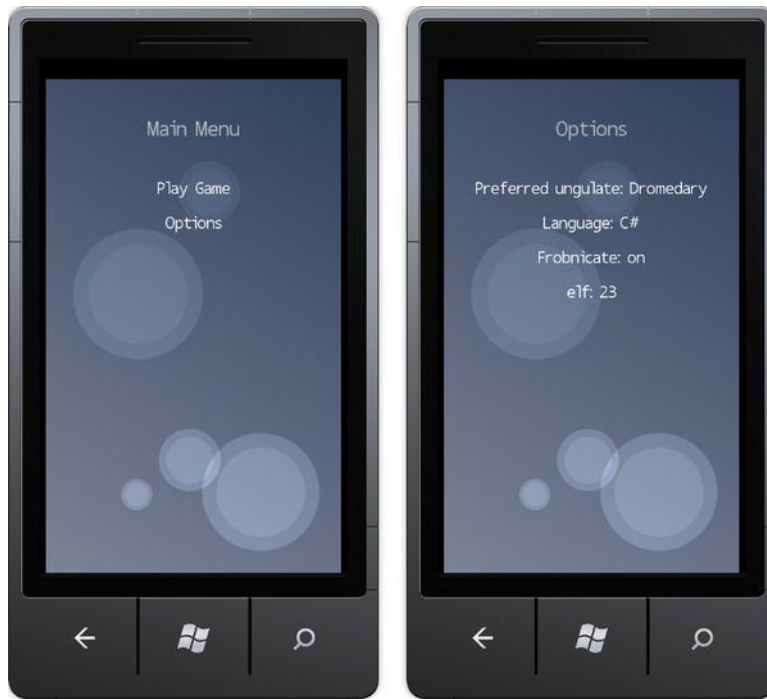 Main Menu
Play Game
Options
Options
Preferred ungulate: Dromedary
Language: C#
Frobnicate: on
elf: 23